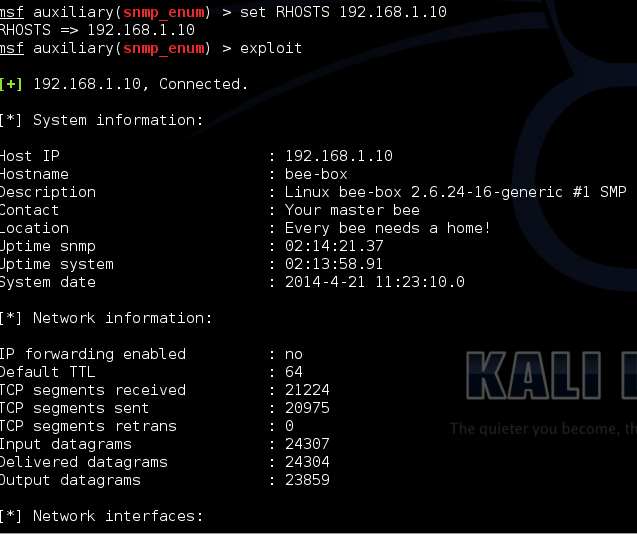 msf auxiliary(snmp_enum) > set RHOSTS 192.168.1.10
RHOSTS => 192.168.1.10
msf auxiliary(snmp_enum) > exploit
[+] 192.168.1.10, Connected.
[*] System information:
Host IP : 192.168.1.10
Hostname : bee-box
Description : Linux bee-box 2.6.24-16-generic #1 SMP
Contact : Your master bee
Location : Every bee needs a home!
Uptime snmp : 02:14:21.37
Uptime system : 02:13:58.91
System date : 2014-4-21 11:23:10.0
[*] Network information:
IP forwarding enabled : no
Default TTL : 64
TCP segments received : 21224
TCP segments sent : 20975
TCP segments retrans : 0
Input datagrams : 24307
Delivered datagrams : 24304
Output datagrams : 23859
KALI
The quieter you become, th
[*] Network interfaces: